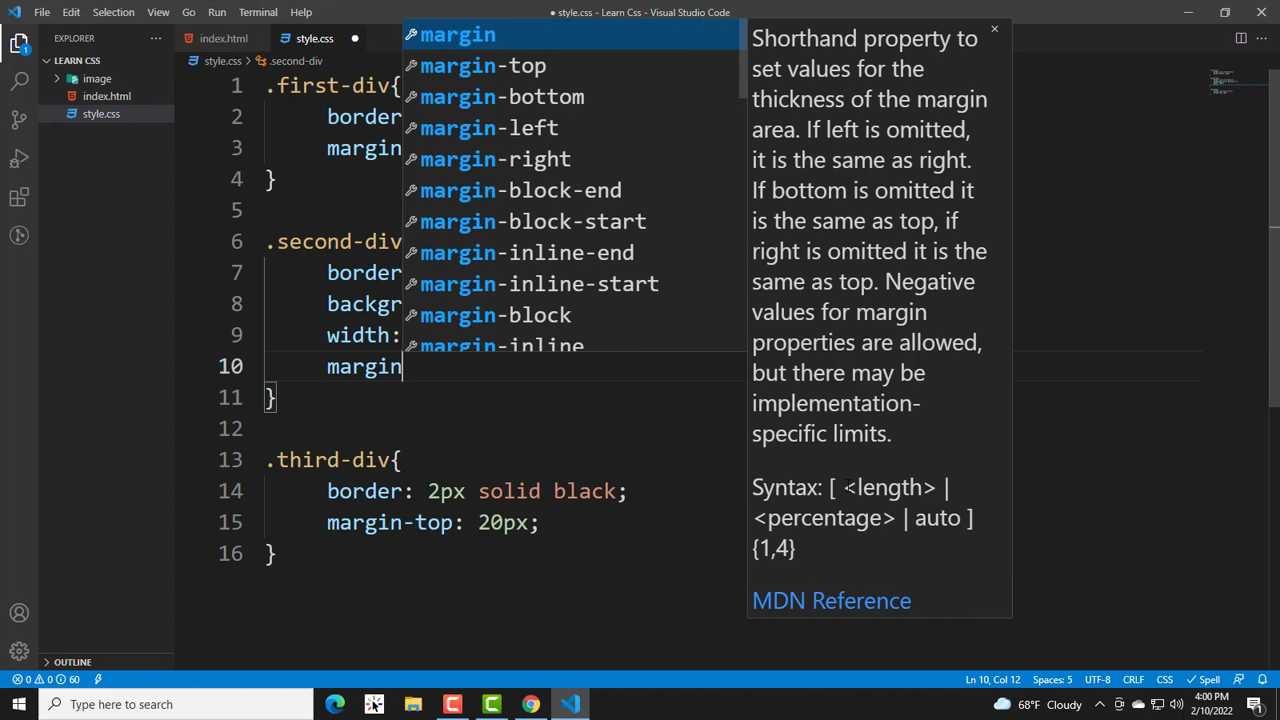 File Edit Selection View Go Run Terminal Help
● style.css - Learn Css - Visual Studio Code
EXPLORER
LEARN CSS
image
index.html
style.css
OUTLINE
index.html
style.css
style.css > .second-div
1 .first-div{
2 border
3 margin
4 }
5
6 .second-div
7 border
8 backgr
9 width:
10 margin
11 }
12
13 .third-div{
14 border: 2px solid black;
15 margin-top: 20px;
16 }
margin
margin-top
margin-bottom
margin-left
margin-right
margin-block-end
margin-block-start
margin-inline-end
margin-inline-start
margin-block
margin-inline
Shorthand property to
set values for the
thickness of the margin
area. If left is omitted,
it is the same as right.
If bottom is omitted it
is the same as top, if
right is omitted it is the
same as top. Negative
values for margin
properties are allowed,
but there may be
implementation-
specific limits.
Syntax: [ <length> |
<percentage> | auto ]
{1,4}
MDN Reference
0 0 60
Ln 10, Col 12 Spaces: 5 UTF-8 CRLF CSS Spell
Type here to search
68°F Cloudy
4:00 PM
2/10/2022
1
1